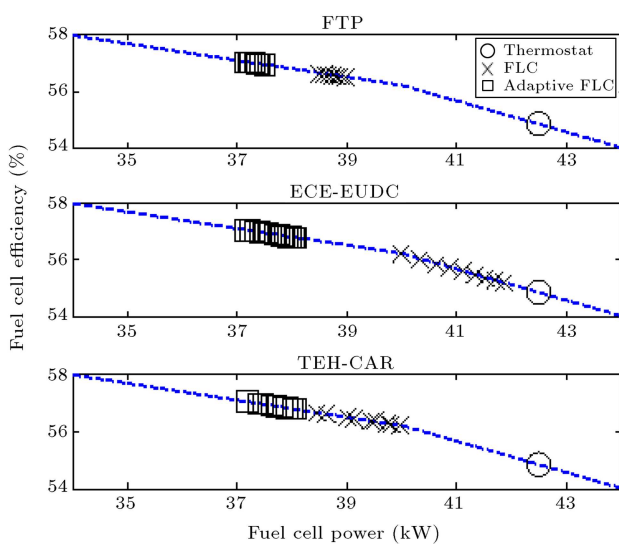 FTP
58
56
54
35 37 39 41 43
Thermostat
FLC
Adaptive FLC
ECE-EUDC
58
56
54
35 37 39 41 43
TEH-CAR
58
56
54
35 37 39 41 43
Fuel cell efficiency (%)
Fuel cell power (kW)